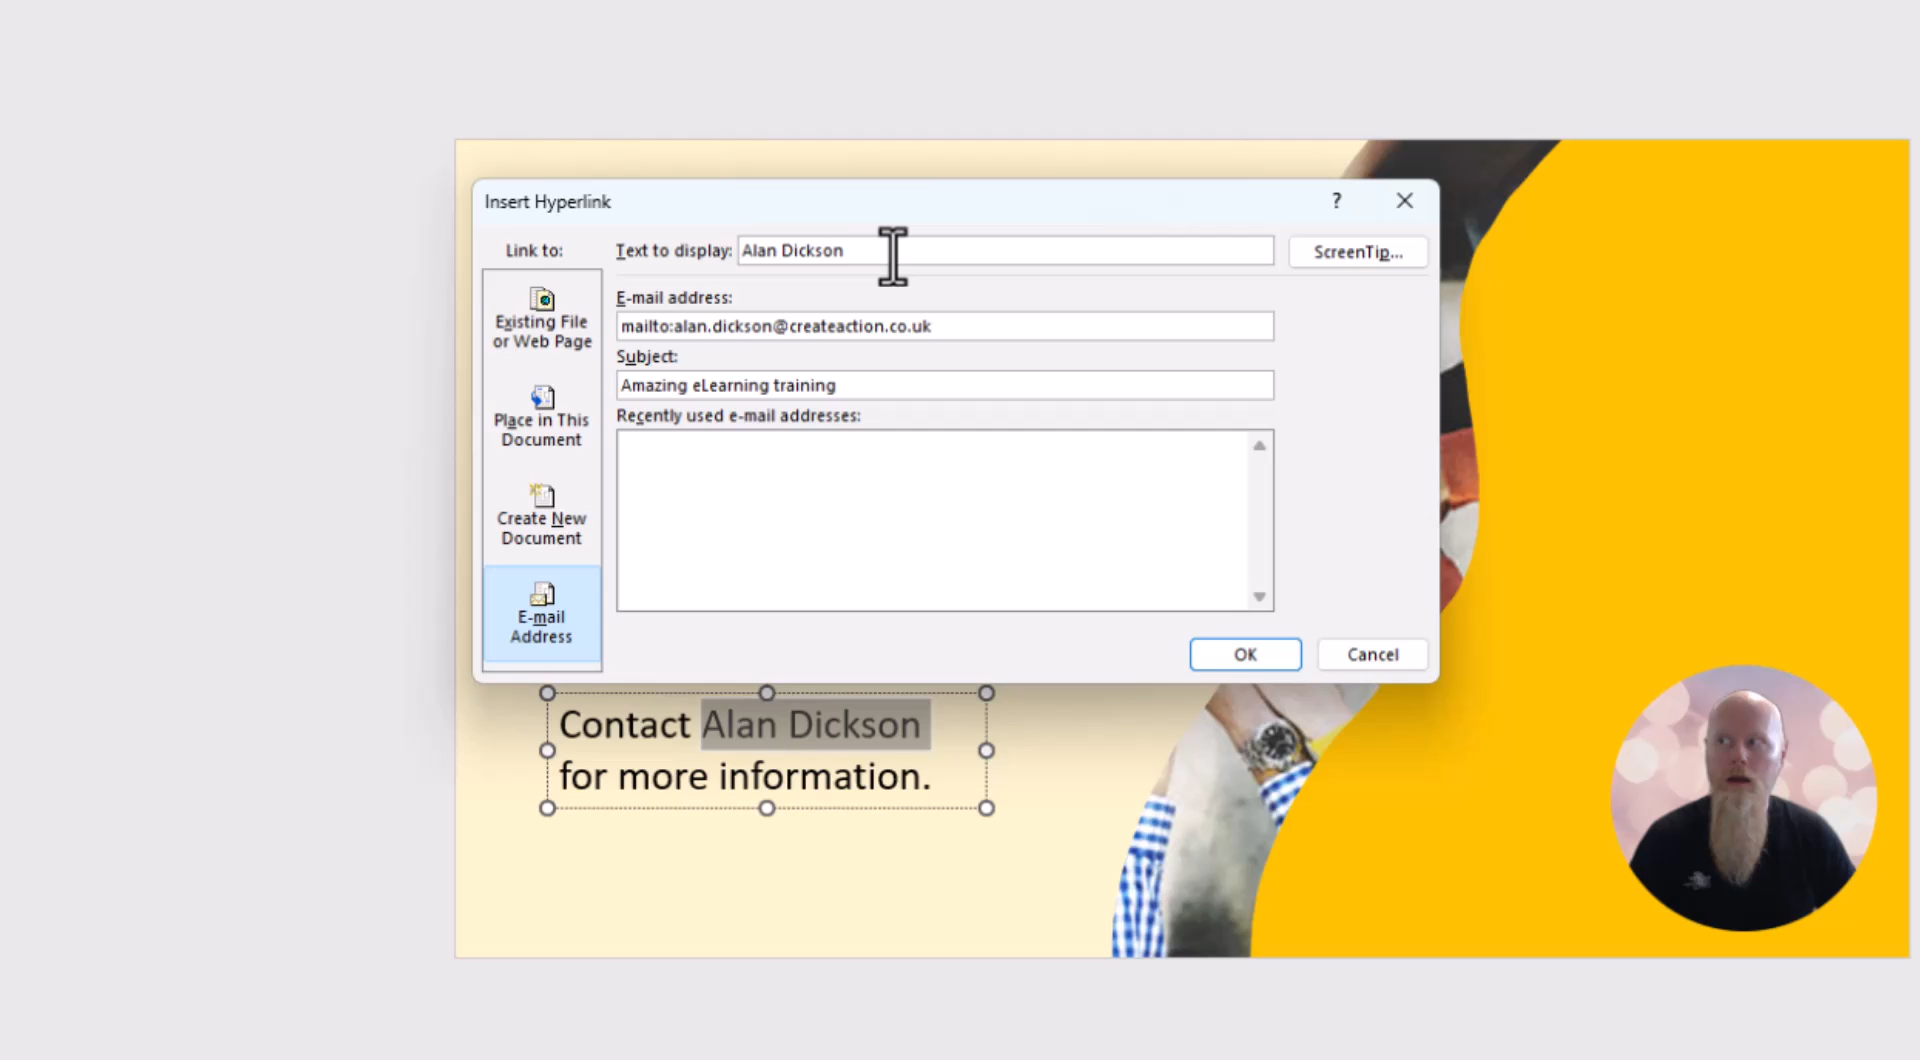 Insert Hyperlink
?
Link to:
Text to display: Alan Dickson
ScreenTip...
Existing File
or Web Page
Place in This
Document
Create New
Document
E-mail
Address
E-mail address:
mailto:alan.dickson@createaction.co.uk
Subject:
Amazing eLearning training
Recently used e-mail addresses:
OK
Cancel
Contact Alan Dickson
for more information.